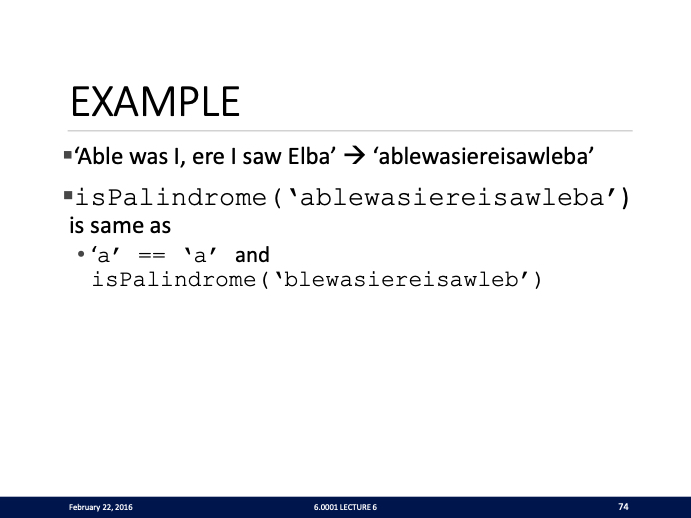 EXAMPLE
▪‘Able was I, ere I saw Elba’ → ‘ablewasiereisawleba’
▪isPalindrome(‘ablewasiereisawleba’)
is same as
• ‘a’ == ‘a’ and
isPalindrome(‘blewasiereisawleb’)
February 22, 2016
6.0001 LECTURE 6
74